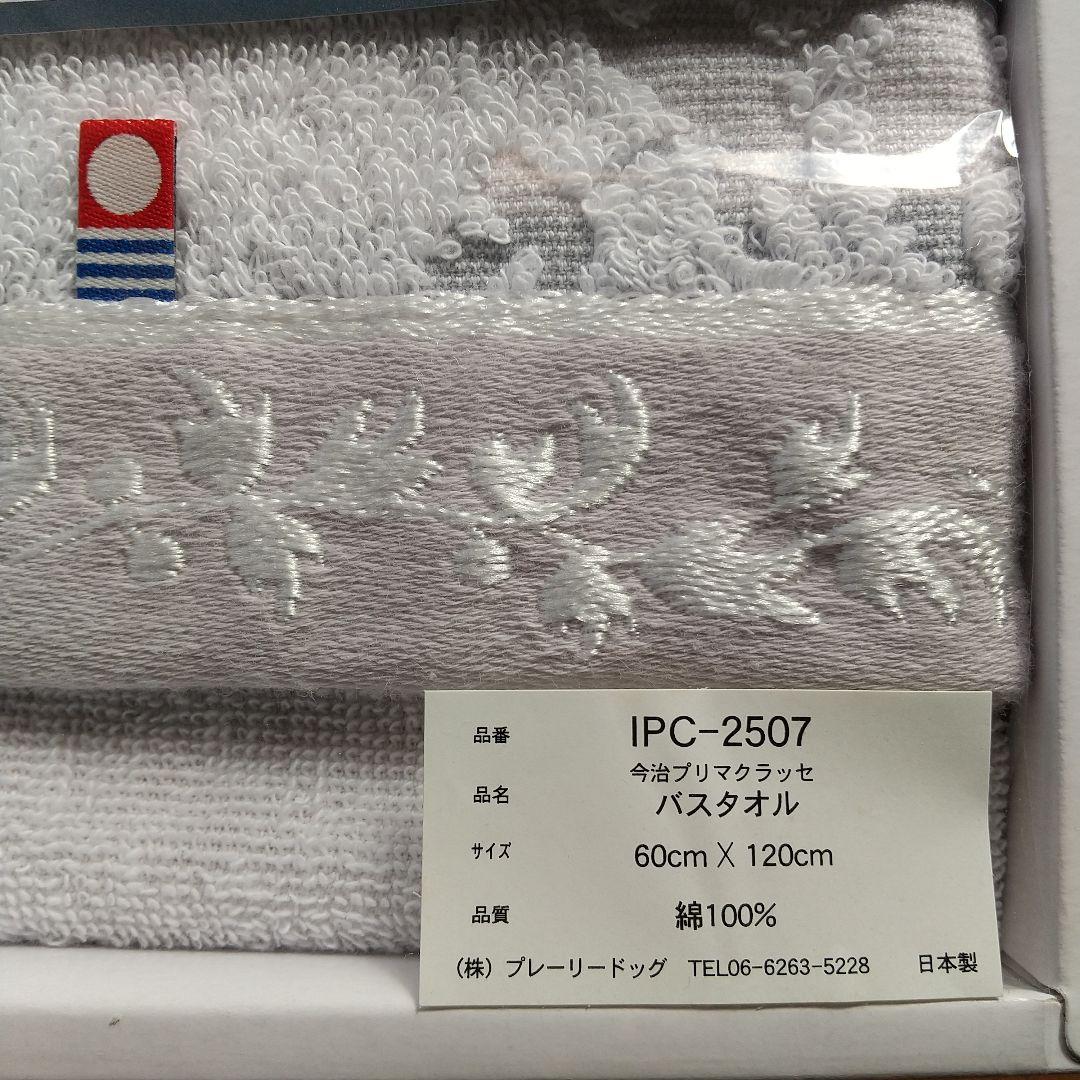 品番 IPC-2507
今治プリマクラッセ
品名 バスタオル
サイズ 60cm X 120cm
品質 綿100%
(株) プレーリードッグ TEL06-6263-5228 日本製